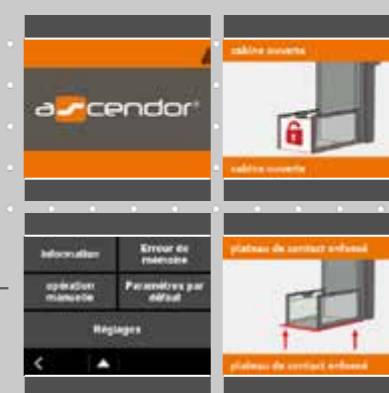 ascendor®
cabine ouverte
cabine ouverte
Information
Erreur de
mémoire
opération
manuelle
Paramètres par
défaut
Réglages
plateau de contact enfoncé
plateau de contact enfoncé